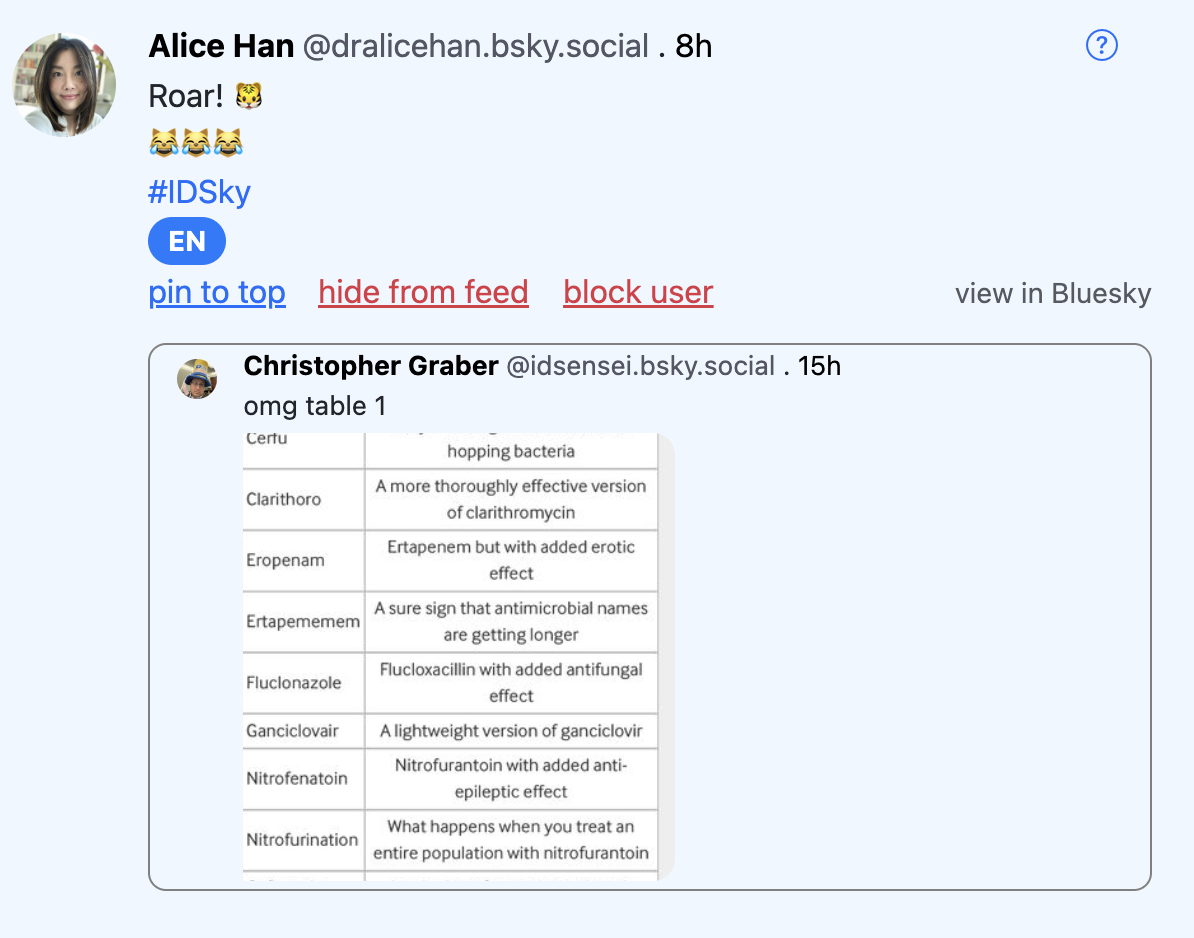 Alice Han @dralicehan.bsky.social . 8h
?
Roar! 🐯
😹😹😹
#IDSky
EN
pin to top hide from feed block user view in Bluesky
Christopher Graber @idsensei.bsky.social . 15h
omg table 1
Cerfu
hopping bacteria
Clarithoro
A more thoroughly effective version
of clarithromycin
Eropenam
Ertapenem but with added erotic
effect
Ertapememem
A sure sign that antimicrobial names
are getting longer
Fluclonazole
Flucloxacillin with added antifungal
effect
Ganciclovair
A lightweight version of ganciclovir
Nitrofenatoin
Nitrofurantoin with added anti-
epileptic effect
Nitrofurination
What happens when you treat an
entire population with nitrofurantoin